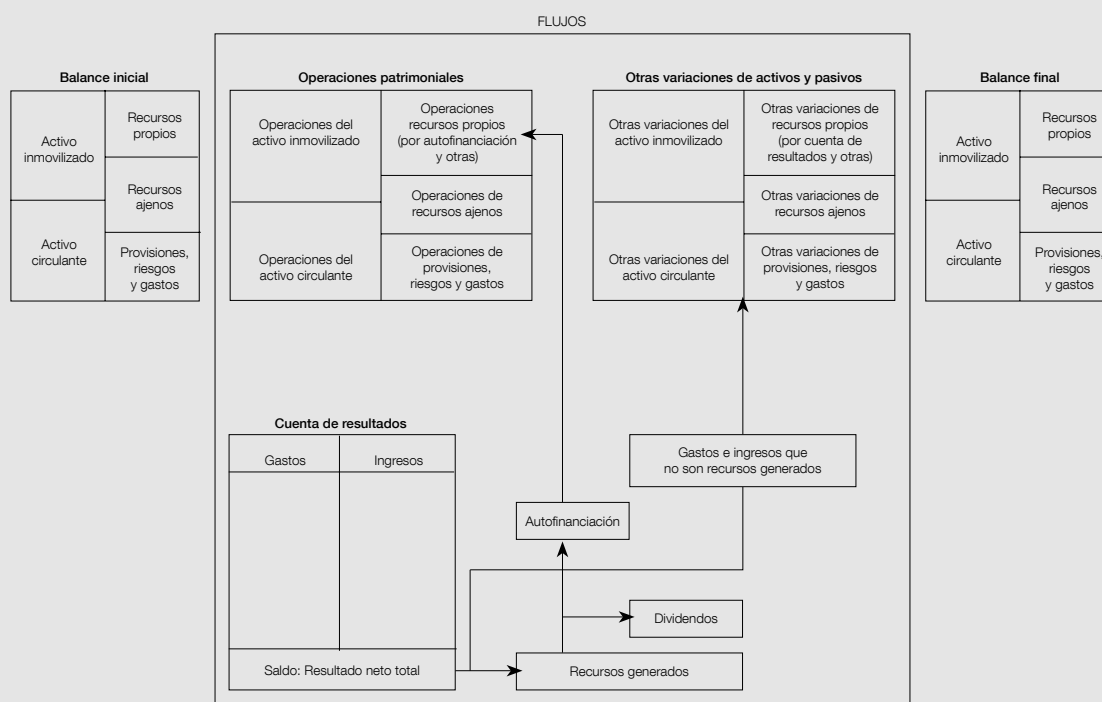 FLUJOS
Balance inicial
Activo
inmovilizado
Activo
circulante
Recursos
propios
Recursos
ajenos
Provisiones,
riesgos
y gastos
Operaciones patrimoniales
Operaciones del
activo inmovilizado
Operaciones del
activo circulante
Operaciones
recursos propios
(por autofinanciación
y otras)
Operaciones de
recursos ajenos
Operaciones de
provisiones,
riesgos y gastos
Otras variaciones de activos y pasivos
Otras variaciones del
activo inmovilizado
Otras variaciones del
activo circulante
Otras variaciones de
recursos propios
(por cuenta de
resultados y otras)
Otras variaciones de
recursos ajenos
Otras variaciones de
provisiones, riesgos
y gastos
Balance final
Activo
inmovilizado
Activo
circulante
Recursos
propios
Recursos
ajenos
Provisiones,
riesgos
y gastos
Cuenta de resultados
Gastos
Ingresos
Saldo: Resultado neto total
Gastos e ingresos que
no son recursos generados
Autofinanciación
Dividendos
Recursos generados